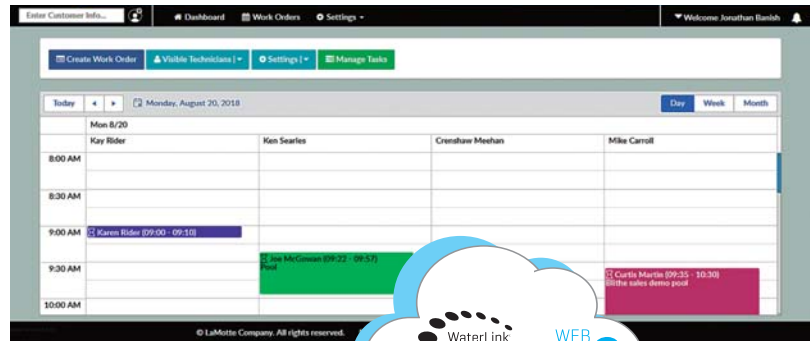 Enter Customer Info... Dashboard Work Orders Settings Welcome Jonathan Banish
Create Work Order Visible Technicians | Settings | Manage Tasks
Today Monday, August 20, 2018 Day Week Month
Mon 8/20
Kay Rider Ken Searles Crenshaw Meehan Mike Carroll
8:00 AM
8:30 AM
9:00 AM Karen Rider (09:00 - 09:10)
Joe McGowan (09:22 - 09:57)
Pool
9:30 AM Curtis Martin (09:35 - 10:30)
Blithe sales demo pool
10:00 AM
© LaMotte Company. All rights reserved.
WaterLink WEB